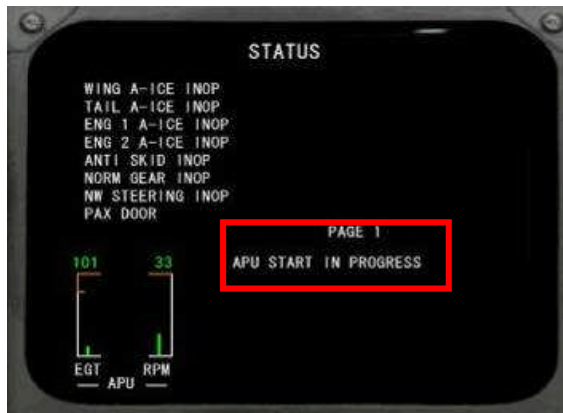 STATUS
WING A-ICE INOP
TAIL A-ICE INOP
ENG 1 A-ICE INOP
ENG 2 A-ICE INOP
ANTI SKID INOP
NORM GEAR INOP
NW STEERING INOP
PAX DOOR
PAGE 1
APU START IN PROGRESS
101 33
EGT RPM
APU